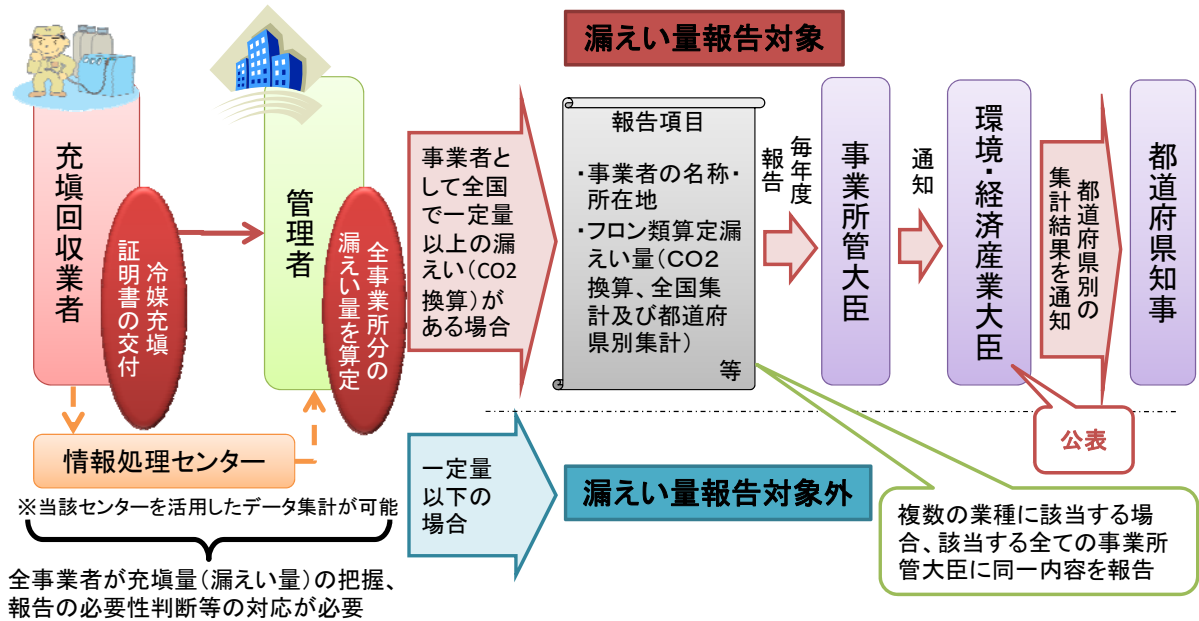 漏えい量報告対象
充塡回収業者
冷媒充塡
証明書の交付
管理者
全事業所分の
漏えい量を算定
事業者と
して全国
で一定量
以上の漏
えい(CO2
換算)が
ある場合
報告項目
・事業者の名称・
所在地
・フロン類算定漏
えい量(CO2
換算、全国集
計及び都道府
県別集計)
等
毎年度
報告
事業所管大臣
通知
環境・経済産業大臣
都道府県別の
集計結果を通知
都道府県知事
公表
情報処理センター
※当該センターを活用したデータ集計が可能
全事業者が充塡量(漏えい量)の把握、
報告の必要性判断等の対応が必要
一定量
以下の
場合
漏えい量報告対象外
複数の業種に該当する場
合、該当する全ての事業所
管大臣に同一内容を報告